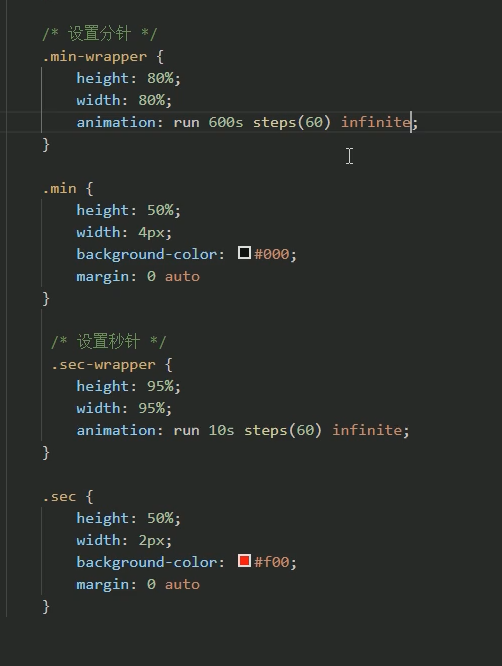 /* 设置分针 */
.min-wrapper {
height: 80%;
width: 80%;
animation: run 600s steps(60) infinite;
}
.min {
height: 50%;
width: 4px;
background-color: #000;
margin: 0 auto
}
/* 设置秒针 */
.sec-wrapper {
height: 95%;
width: 95%;
animation: run 10s steps(60) infinite;
}
.sec {
height: 50%;
width: 2px;
background-color: #f00;
margin: 0 auto
}